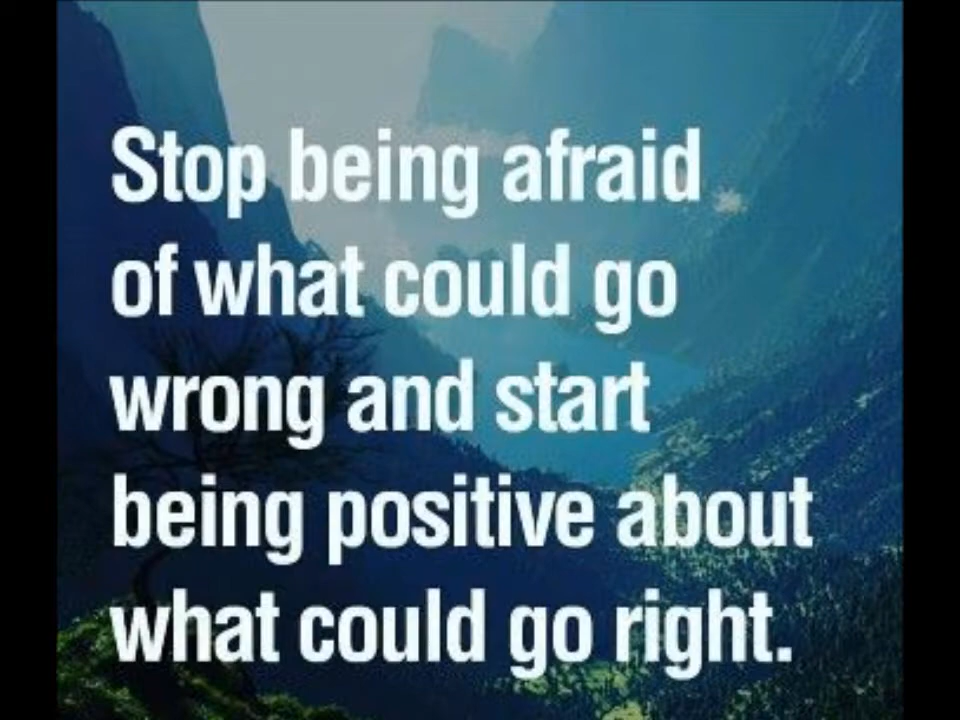 Stop being afraid
of what could go
wrong and start
being positive about
what could go right.